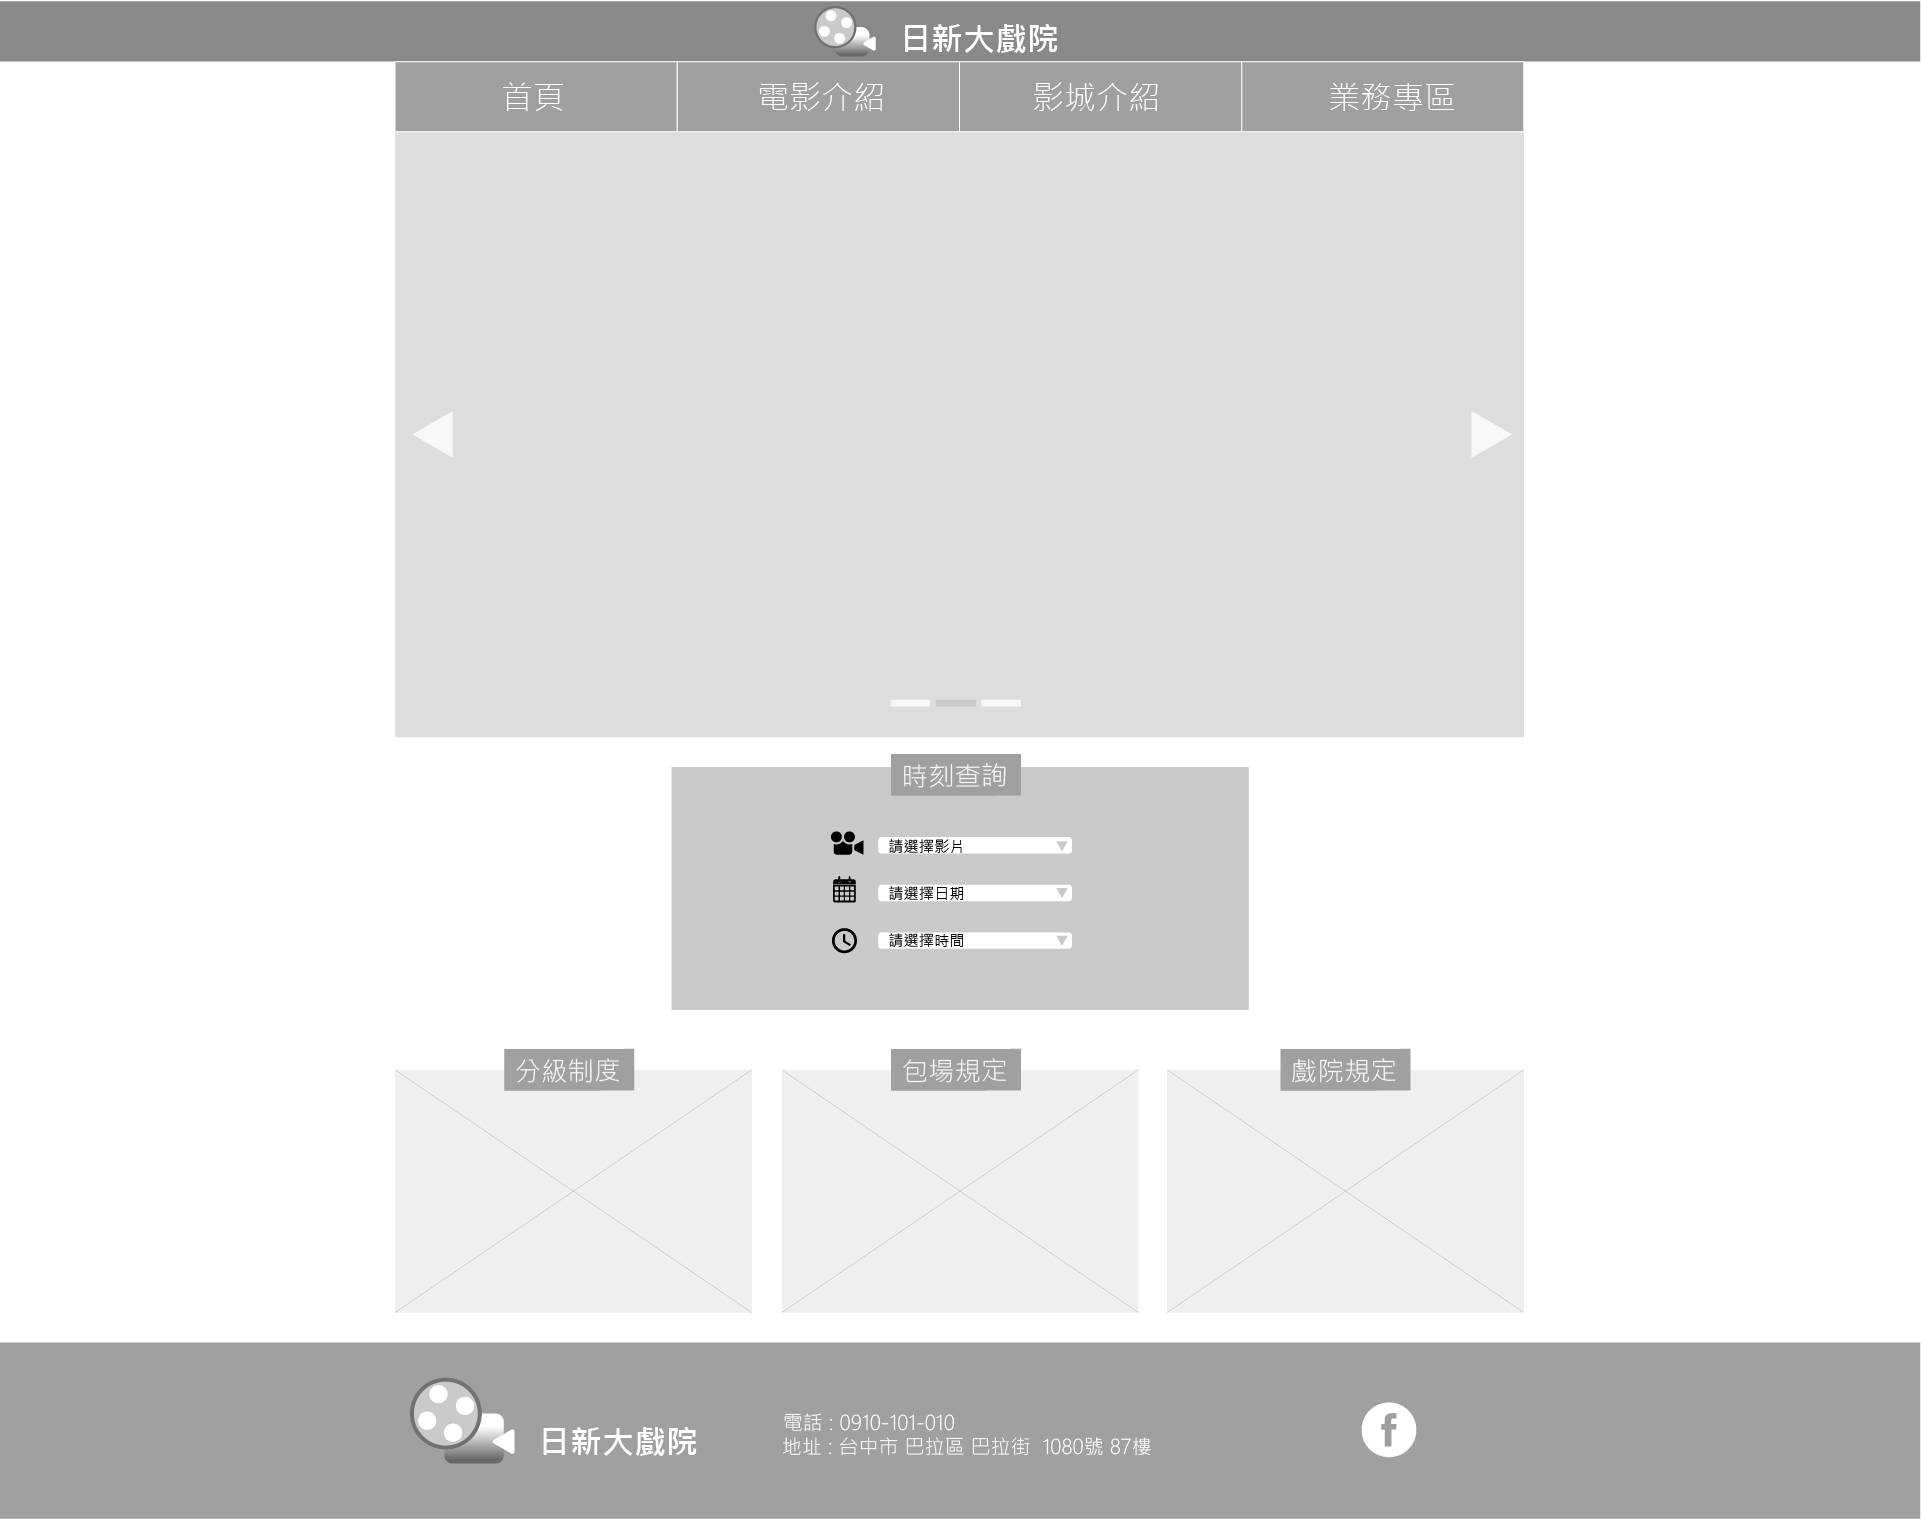 日新大戲院
首頁
電影介紹
影城介紹
業務專區
時刻查詢
請選擇影片
請選擇日期
請選擇時間
分級制度
包場規定
戲院規定
日新大戲院
電話 : 0910-101-010
地址 : 台中市 巴拉區 巴拉街 1080號 87樓
f